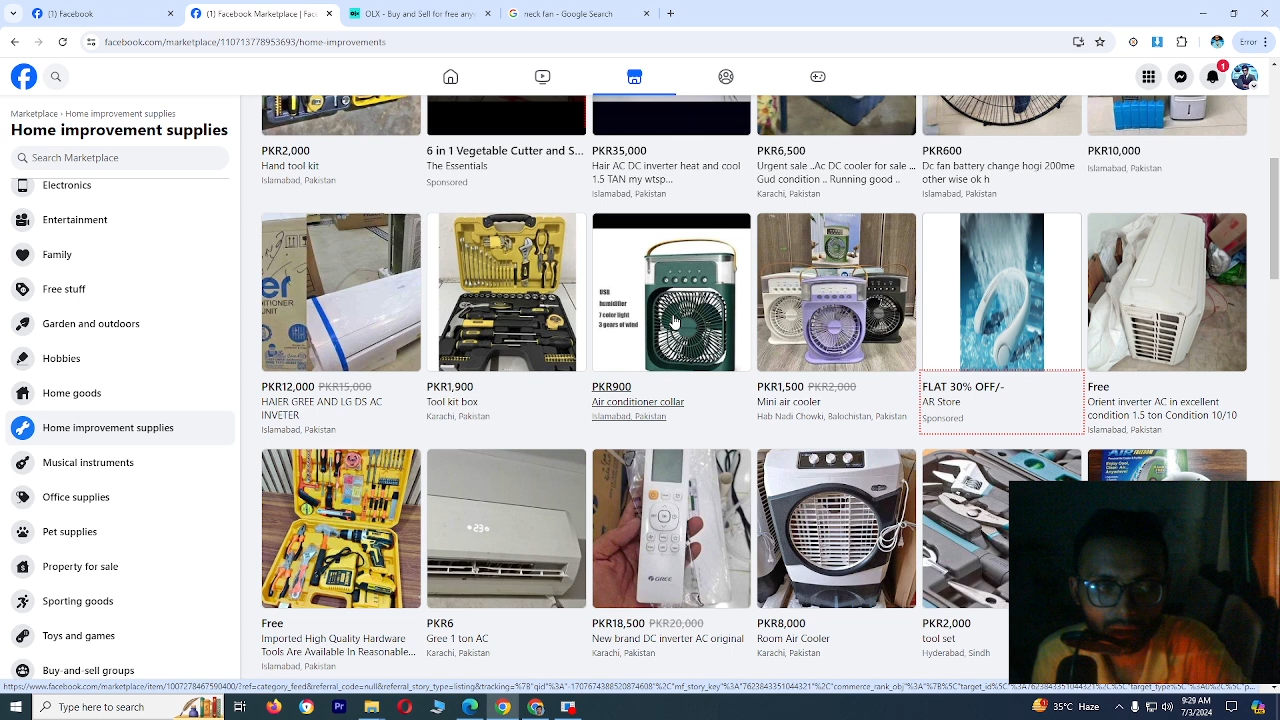 (1) Facebook
(1) Facebook Marketplace | Fac
OLX - Buy and Sell for free any
neck fan - Google Search
facebook.com/marketplace/110713778953693/home-improvements
Error
1
Marketplace › Home improvement supplies
Home improvement supplies
Search Marketplace
Electronics
Entertainment
Family
Free stuff
Garden and outdoors
Hobbies
Home goods
Home improvement supplies
Musical instruments
Office supplies
Pet supplies
Property for sale
Sporting goods
Toys and games
Buy and sell groups
PKR2,000
Hand tool kit
Islamabad, Pakistan
6 in 1 Vegetable Cutter and S...
The Essentials
Sponsored
PKR35,000
Hair AC DC inverter heat and cool
1.5 TAN my wtsp...
Islamabad, Pakistan
PKR6,500
Urgent sale ..Ac DC cooler for sale ...
Gud condition .. Running good ..
Karachi, Pakistan
PKR600
Dc fan battery change hogi 200me
other wise ok h
Islamabad, Pakistan
PKR10,000
Islamabad, Pakistan
USB
humidifier
7 color light
3 gears of wind
PKR12,000 PKR15,000
HAIER GREE AND LG DS AC
INVETER
Islamabad, Pakistan
PKR1,900
Tool kit box
Karachi, Pakistan
PKR900
Air conditioner collar
Islamabad, Pakistan
PKR1,500 PKR2,000
Mini air cooler
Hab Nadi Chowki, Balochistan, Pakistan
FLAT 30% OFF/-
AR Store
Sponsored
Free
Orient inverter AC in excellent
condition 1.5 ton Condition 10/10
Islamabad, Pakistan
23
GREE
Free
Imported High Quality Hardware
Tools Are Available In Reasonable...
Islamabad, Pakistan
PKR6
Gree 1 ton AC
Karachi, Pakistan
PKR18,500 PKR20,000
New brand DC inverter AC original
Karachi, Pakistan
PKR8,000
Room Air Cooler
Karachi, Pakistan
PKR2,000
tool set
Hyderabad, Sindh
Type here to search
35°C Haze
9:29 AM
7/3/2024